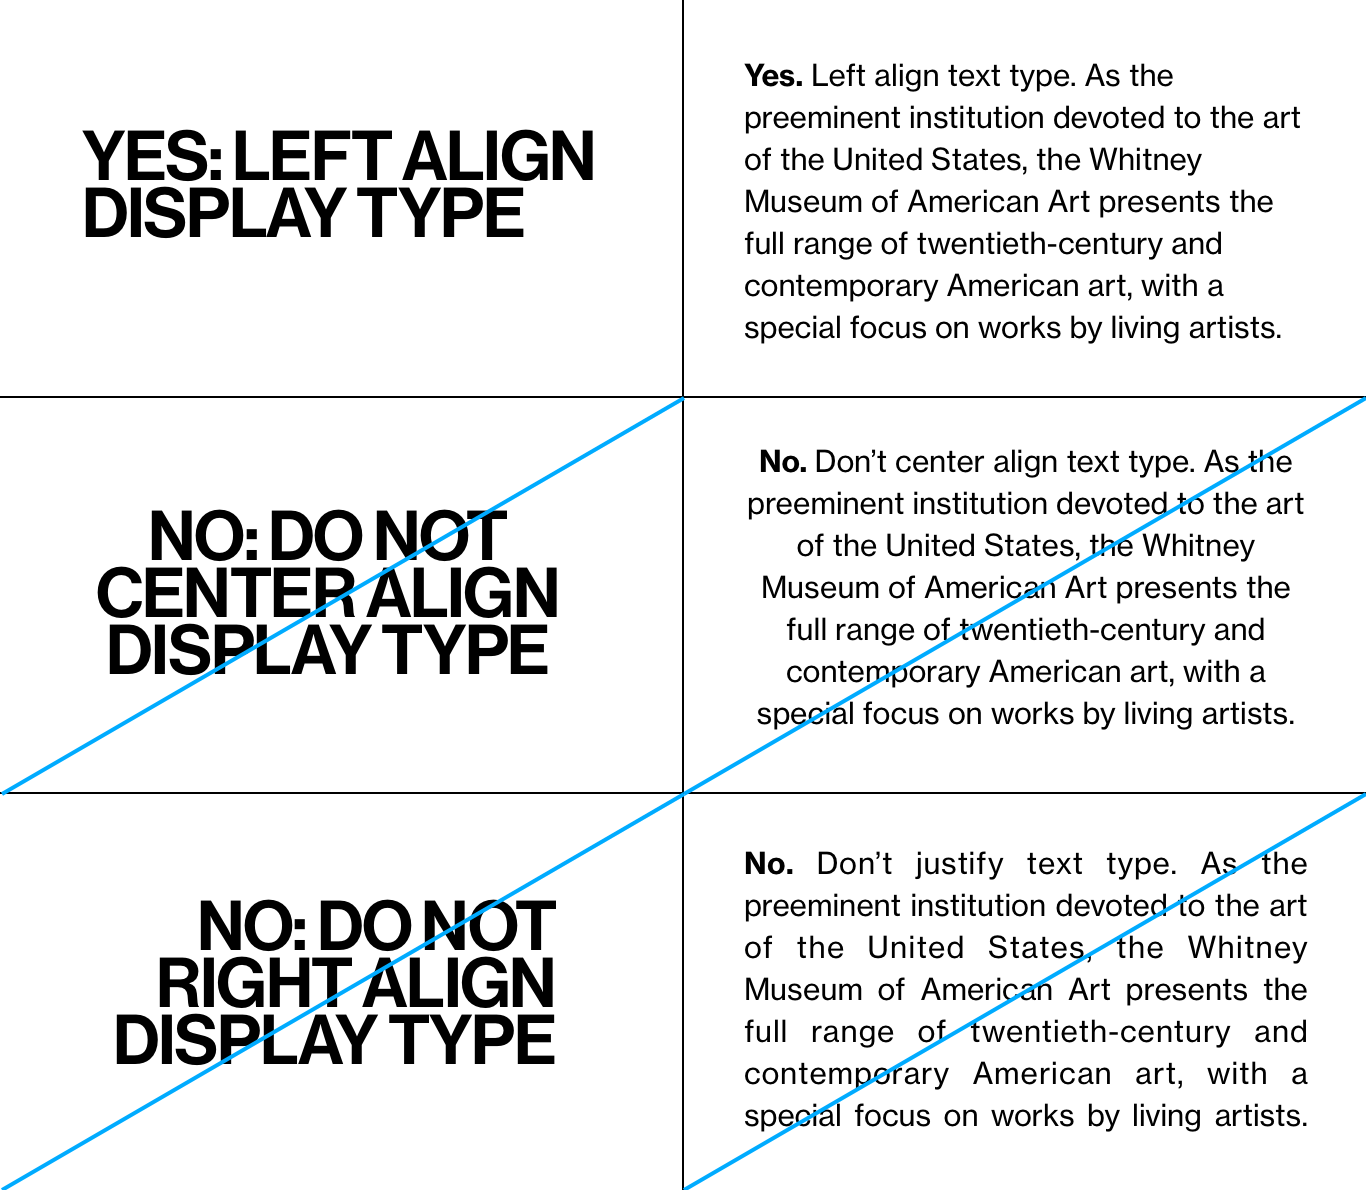 YES: LEFT ALIGN
DISPLAY TYPE
Yes. Left align text type. As the
preeminent institution devoted to the art
of the United States, the Whitney
Museum of American Art presents the
full range of twentieth-century and
contemporary American art, with a
special focus on works by living artists.
NO: DO NOT
CENTER ALIGN
DISPLAY TYPE
No. Don’t center align text type. As the
preeminent institution devoted to the art
of the United States, the Whitney
Museum of American Art presents the
full range of twentieth-century and
contemporary American art, with a
special focus on works by living artists.
NO: DO NOT
RIGHT ALIGN
DISPLAY TYPE
No. Don’t justify text type. As the
preeminent institution devoted to the art
of the United States, the Whitney
Museum of American Art presents the
full range of twentieth-century and
contemporary American art, with a
special focus on works by living artists.